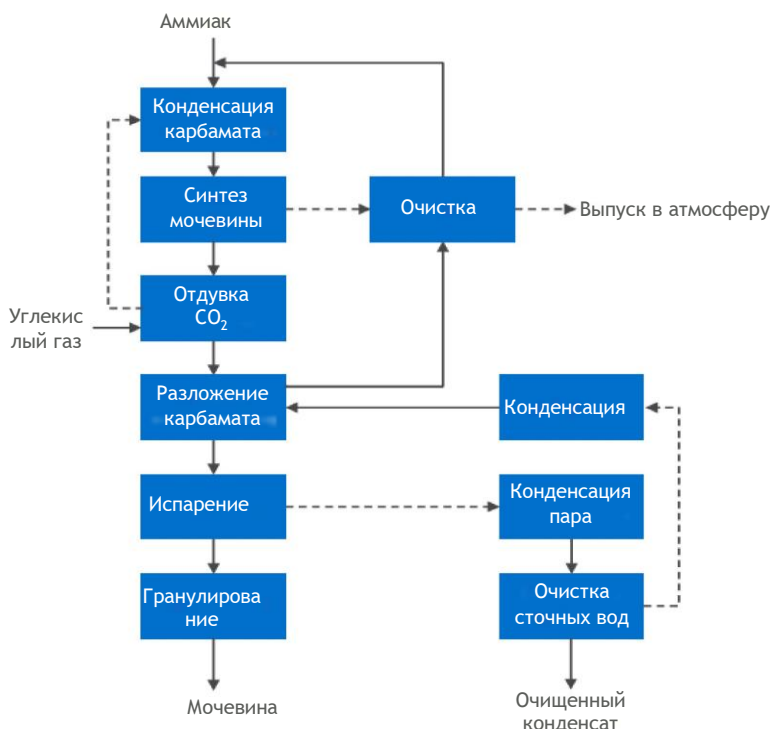 Аммиак
Конденсация
карбамата
Синтез
мочевины
Очистка
Выпуск в атмосферу
Отдувка
CO₂
Углекис
лый газ
Разложение
карбамата
Конденсация
Испарение
Конденсация
пара
Гранулирова
ние
Очистка
сточных вод
Мочевина
Очищенный
конденсат